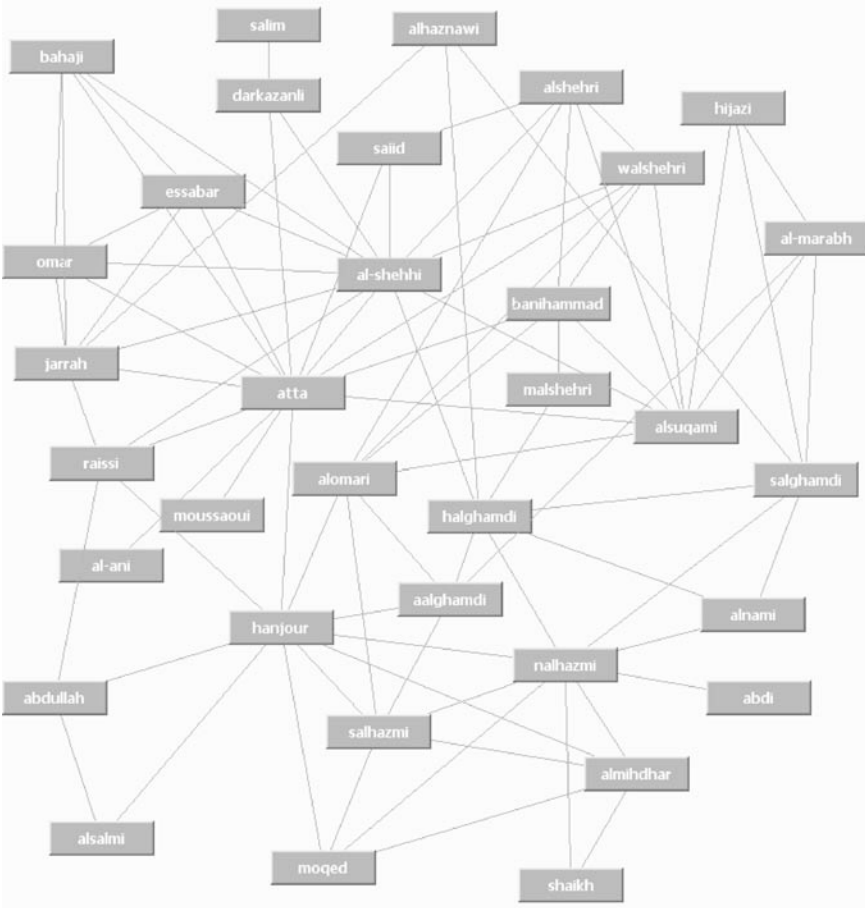 salim
alhaznawi
bahaji
darkazanli
alshehri
hijazi
saiid
walshehri
essabar
al-marabh
omar
al-shehhi
banihammad
jarrah
atta
malshehri
alsuqami
raissi
alomari
salghamdi
moussaoui
halghamdi
al-ani
aalghamdi
alnami
hanjour
nalhazmi
abdullah
abdi
salhazmi
almihdhar
alsalmi
moqed
shaikh